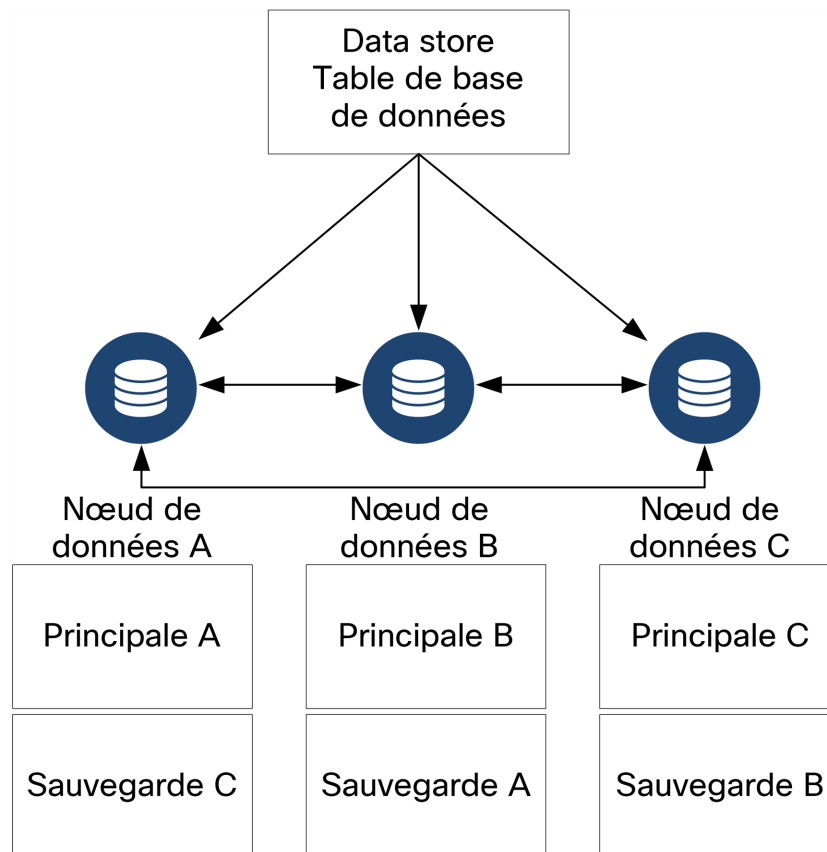 Data store
Table de base
de données
Nœud de
données A
Nœud de
données B
Nœud de
données C
Principale A
Principale B
Principale C
Sauvegarde C
Sauvegarde A
Sauvegarde B